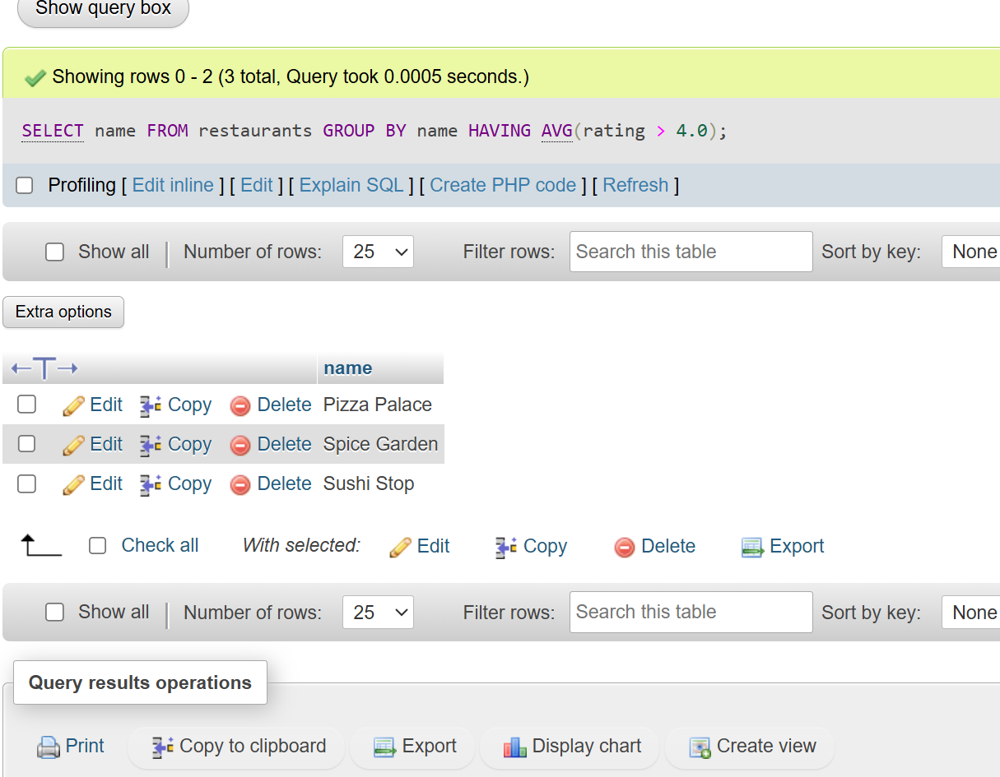 Show query box
Showing rows 0 - 2 (3 total, Query took 0.0005 seconds.)
SELECT name FROM restaurants GROUP BY name HAVING AVG(rating > 4.0);
Profiling [ Edit inline ] [ Edit ] [ Explain SQL ] [ Create PHP code ] [ Refresh ]
Show all | Number of rows: 25 Filter rows: Search this table Sort by key: None
Extra options
←T→ name
Edit Copy Delete Pizza Palace
Edit Copy Delete Spice Garden
Edit Copy Delete Sushi Stop
Check all With selected: Edit Copy Delete Export
Show all | Number of rows: 25 Filter rows: Search this table Sort by key: None
Query results operations
Print Copy to clipboard Export Display chart Create view